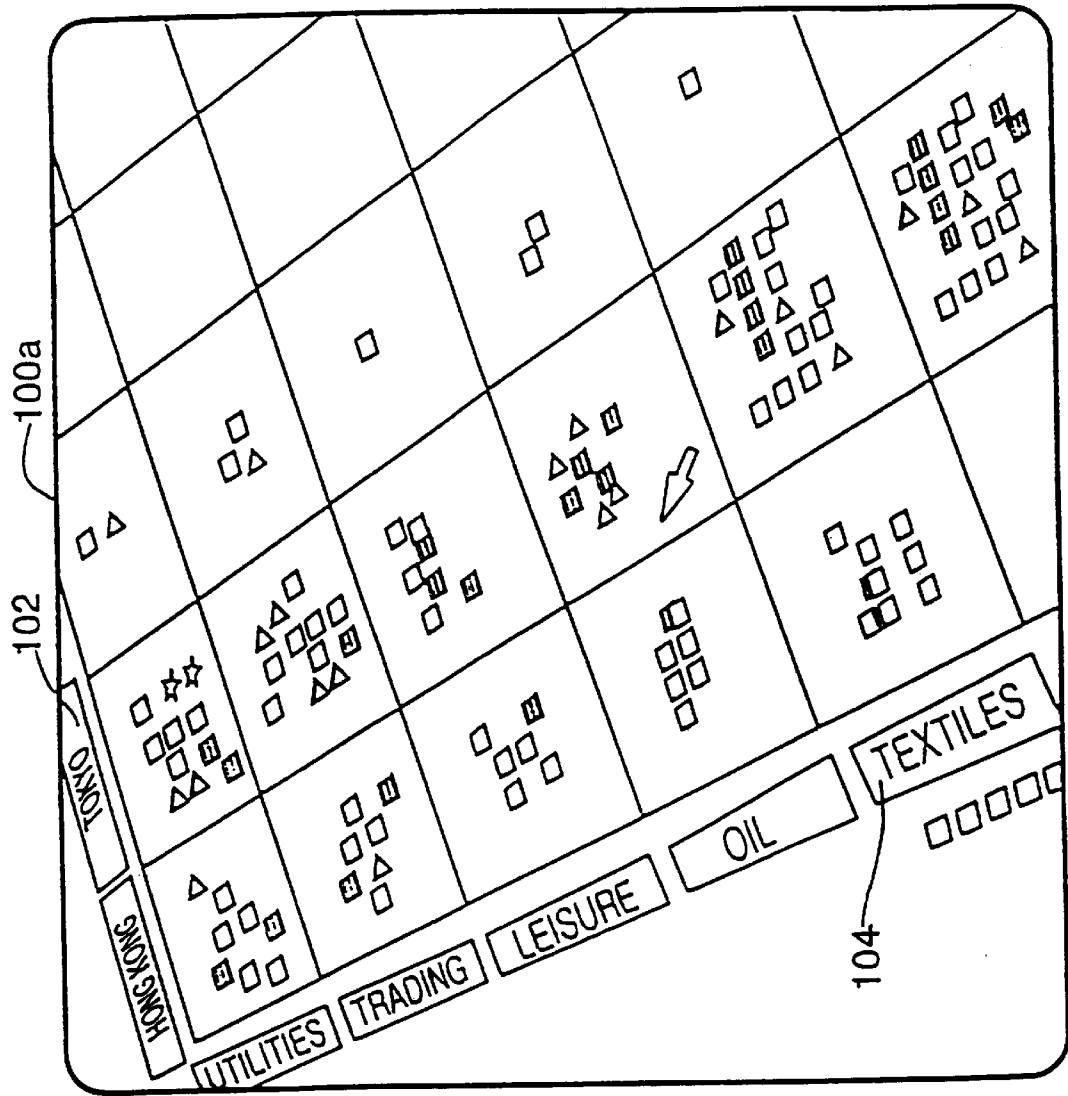 100a
102
TOKYO
HONG KONG
UTILITIES
TRADING
LEISURE
OIL
TEXTILES
104